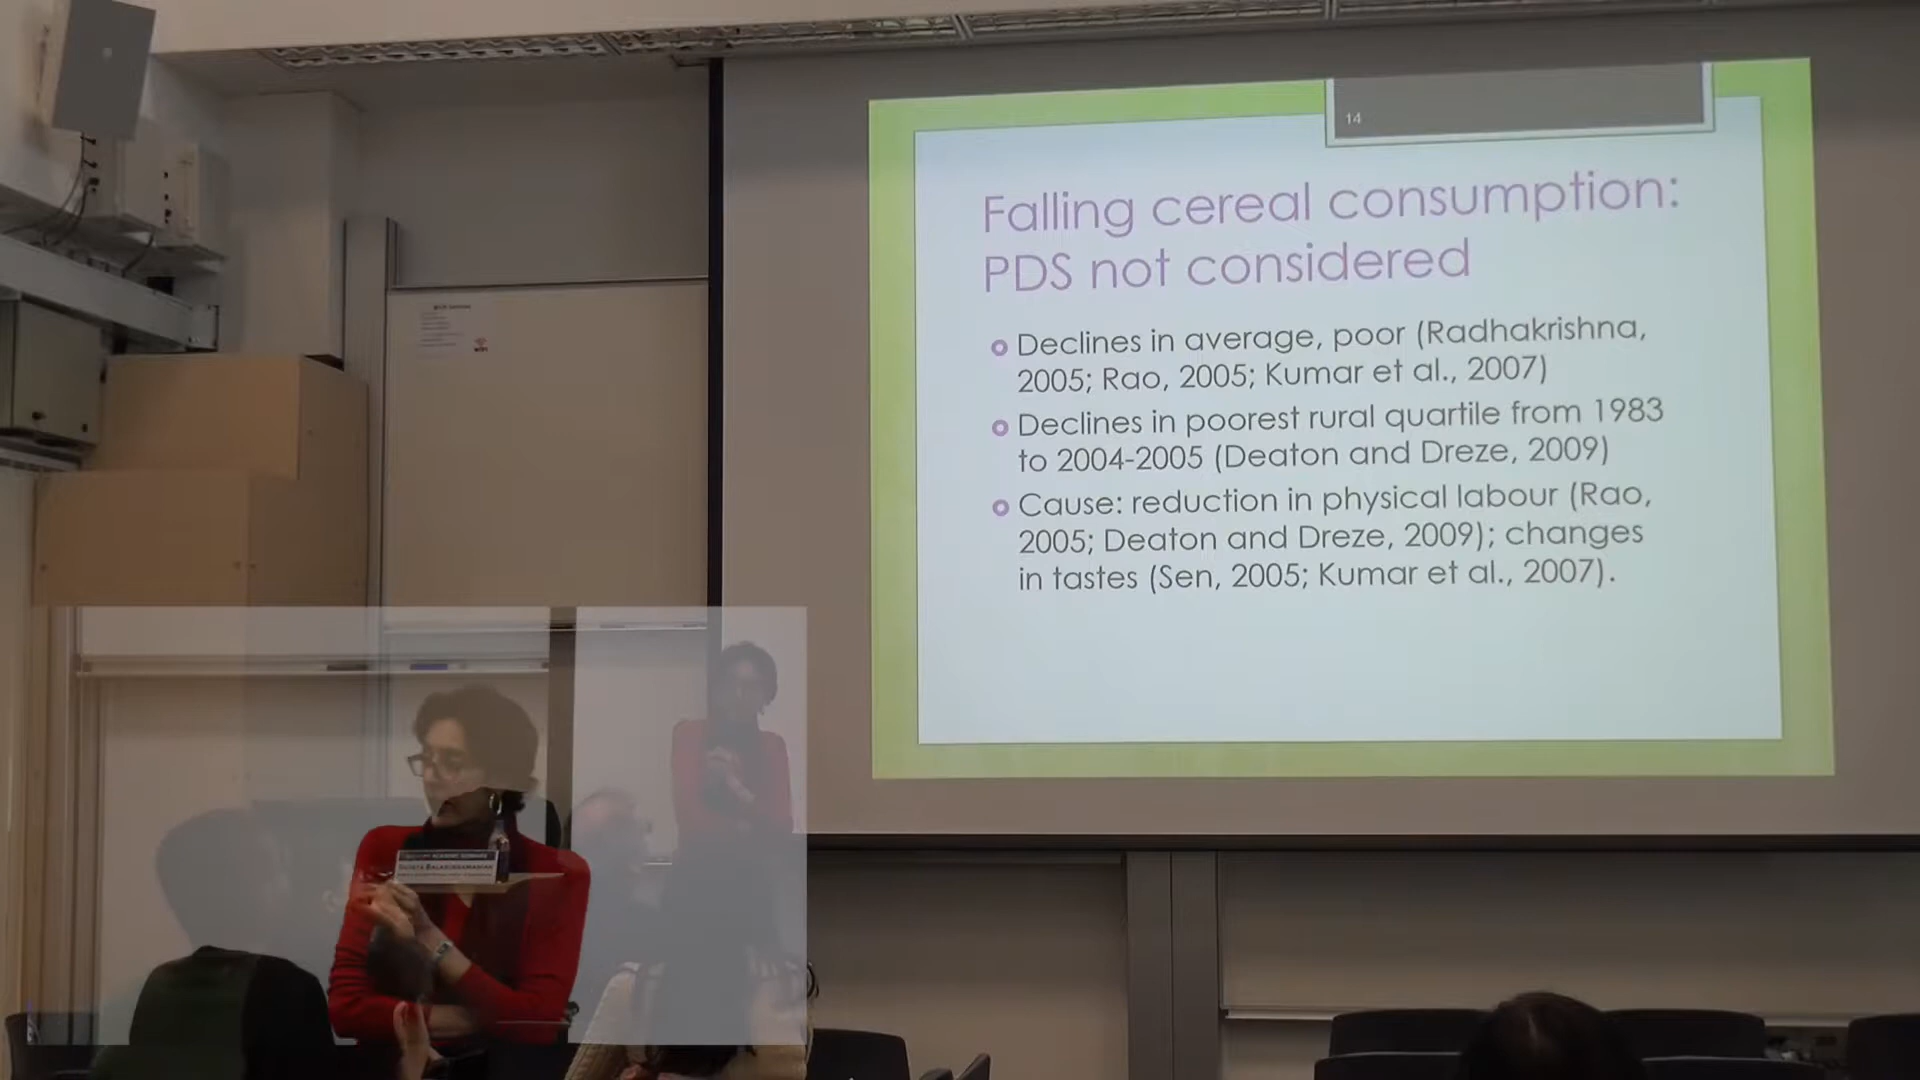 14
Falling cereal consumption:
PDS not considered
Declines in average, poor (Radhakrishna,
2005; Rao, 2005; Kumar et al., 2007)
Declines in poorest rural quartile from 1983
to 2004-2005 (Deaton and Dreze, 2009)
Cause: reduction in physical labour (Rao,
2005; Deaton and Dreze, 2009); changes
in tastes (Sen, 2005; Kumar et al., 2007).